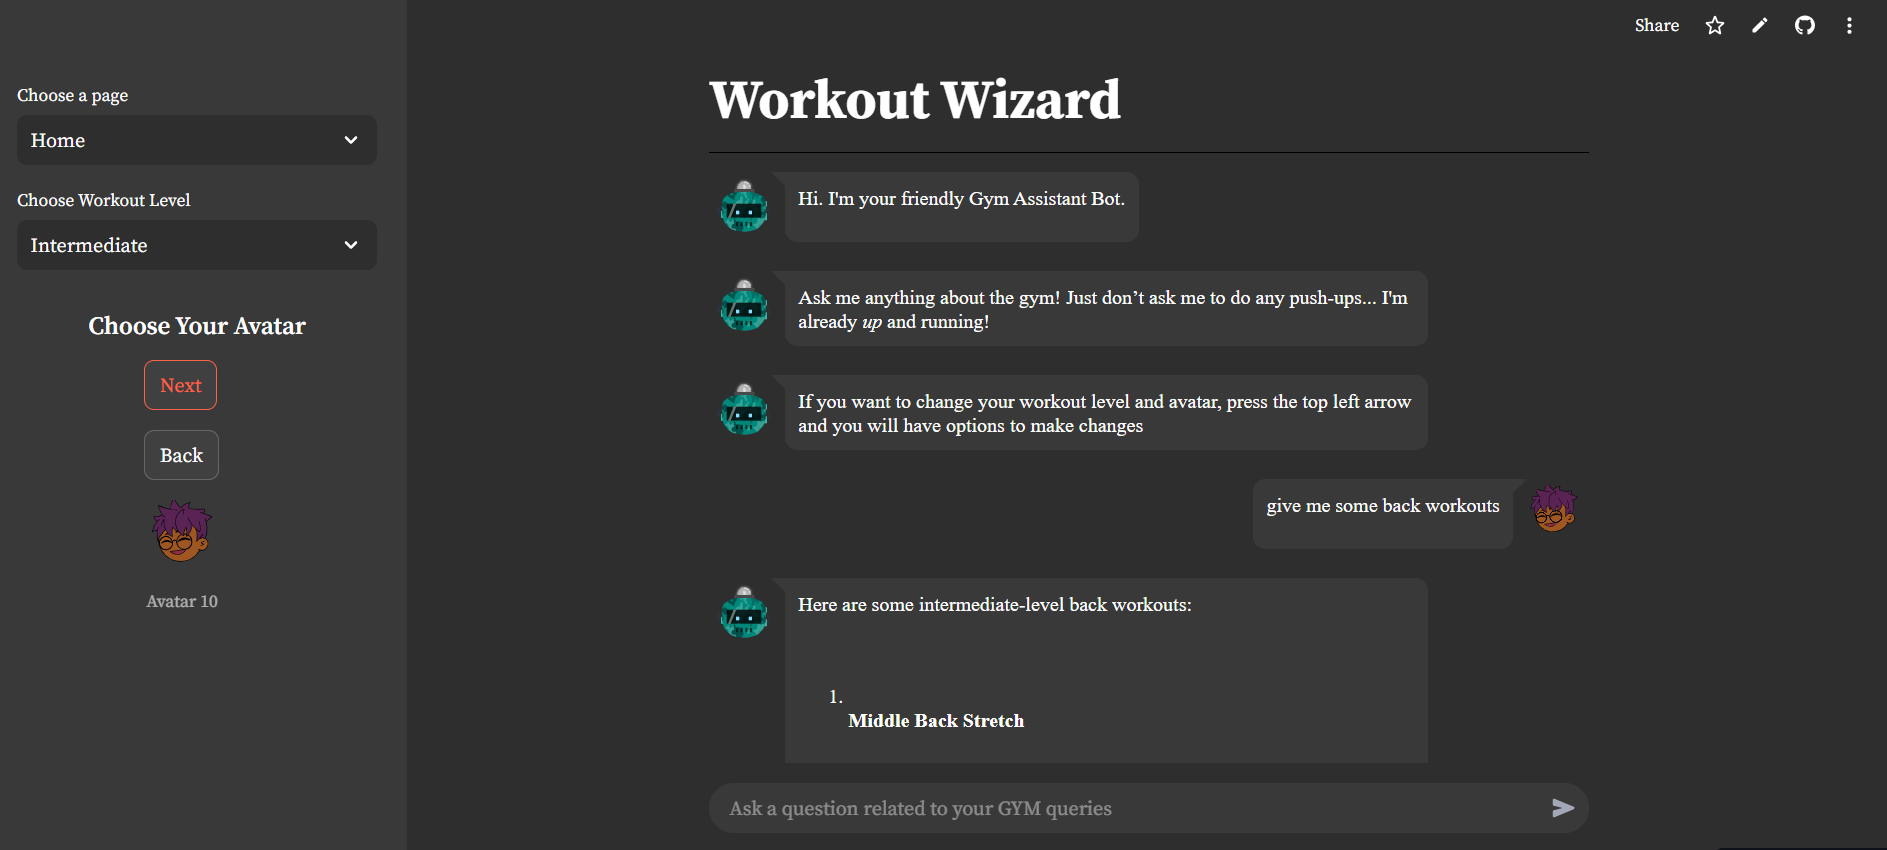 Share
Choose a page
Home
Choose Workout Level
Intermediate
Choose Your Avatar
Next
Back
Avatar 10
Workout Wizard
Hi. I'm your friendly Gym Assistant Bot.
Ask me anything about the gym! Just don’t ask me to do any push-ups... I'm
already up and running!
If you want to change your workout level and avatar, press the top left arrow
and you will have options to make changes
give me some back workouts
Here are some intermediate-level back workouts:
1.
Middle Back Stretch
Ask a question related to your GYM queries